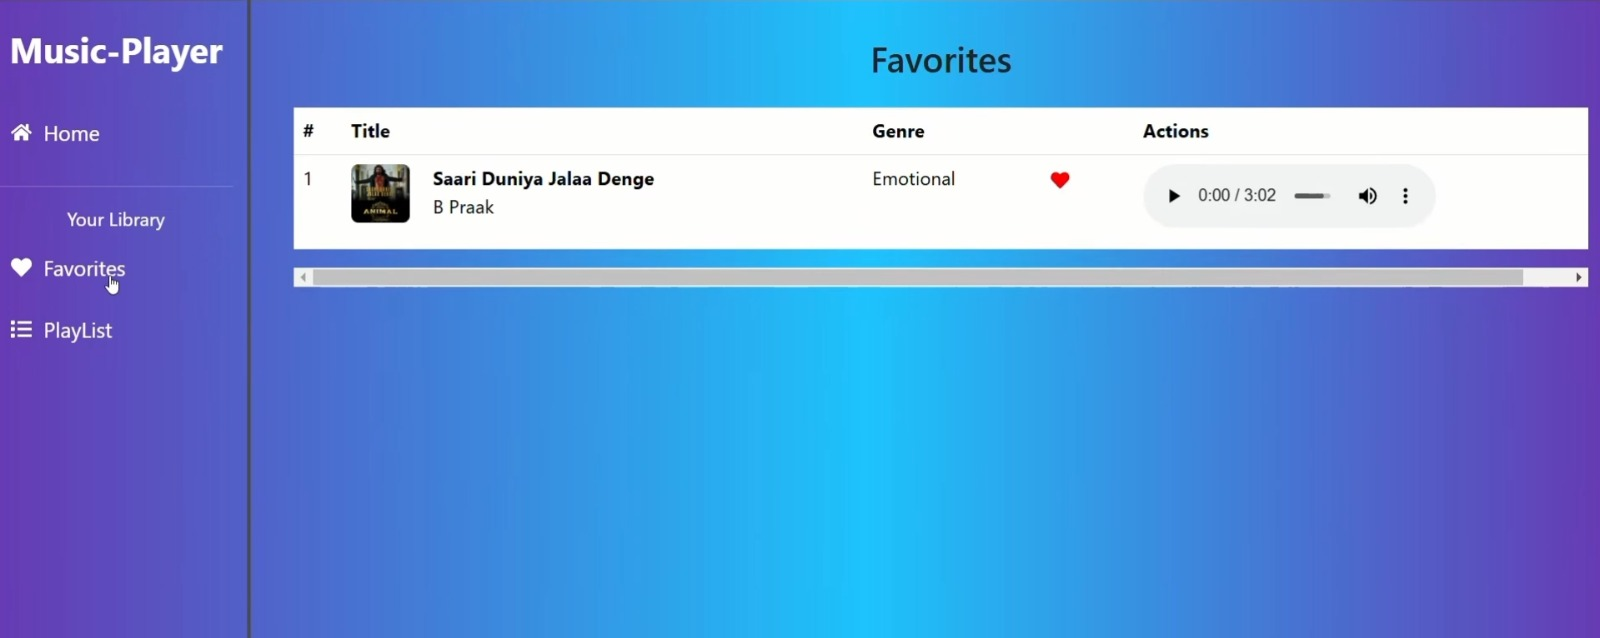 Music-Player
Home
Your Library
Favorites
PlayList
Favorites
# Title Genre Actions
1 Saari Duniya Jalaa Denge Emotional 0:00 / 3:02
B Praak
ANIMAL